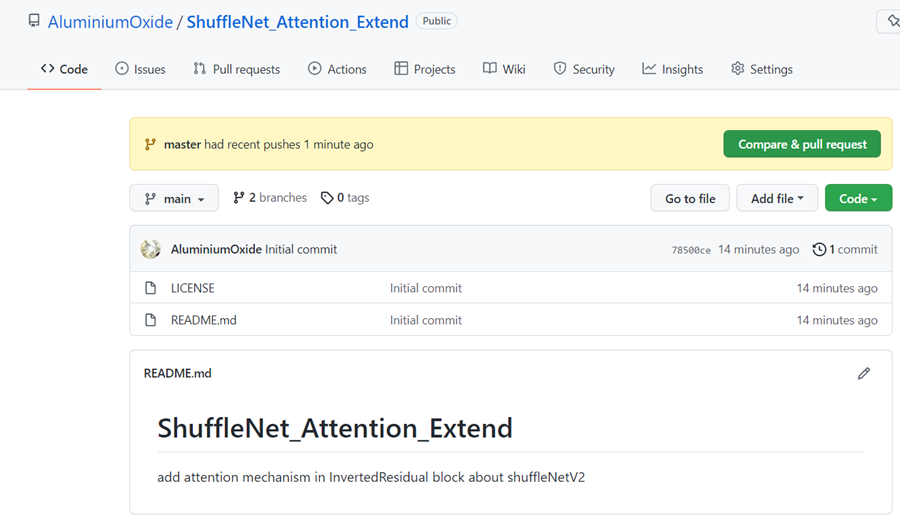 AluminiumOxide / ShuffleNet_Attention_Extend Public
Code Issues Pull requests Actions Projects Wiki Security Insights Settings
master had recent pushes 1 minute ago Compare & pull request
main 2 branches 0 tags Go to file Add file Code
AluminiumOxide Initial commit 78500ce 14 minutes ago 1 commit
LICENSE Initial commit 14 minutes ago
README.md Initial commit 14 minutes ago
README.md
ShuffleNet_Attention_Extend
add attention mechanism in InvertedResidual block about shuffleNetV2